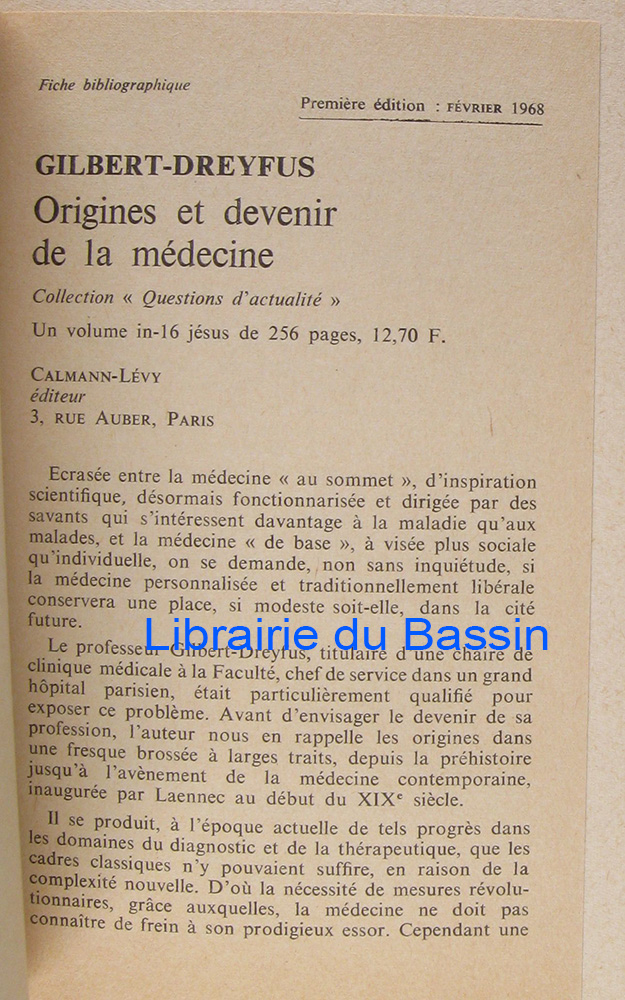 Fiche bibliographique
Première édition : FÉVRIER 1968
GILBERT-DREYFUS
Origines et devenir
de la médecine
Collection « Questions d'actualité »
Un volume in-16 jésus de 256 pages, 12,70 F.
CALMANN-LÉVY
éditeur
3, RUE AUBER, PARIS
Ecrasée entre la médecine « au sommet », d'inspiration
scientifique, désormais fonctionnarisée et dirigée par des
savants qui s'intéressent davantage à la maladie qu'aux
malades, et la médecine « de base », à visée plus sociale
qu'individuelle, on se demande, non sans inquiétude, si
la médecine personnalisée et traditionnellement libérale
conservera une place, si modeste soit-elle, dans la cité
future.
Librairie du Bassin
Le professeur Gilbert-Dreyfus, titulaire d'une chaire de
clinique médicale à la Faculté, chef de service dans un grand
hôpital parisien, était particulièrement qualifié pour
exposer ce problème. Avant d'envisager le devenir de sa
profession, l'auteur nous en rappelle les origines dans
une fresque brossée à larges traits, depuis la préhistoire
jusqu'à l'avènement de la médecine contemporaine,
inaugurée par Laennec au début du XIXe siècle.
Il se produit, à l'époque actuelle de tels progrès dans
les domaines du diagnostic et de la thérapeutique, que les
cadres classiques n'y pouvaient suffire, en raison de la
complexité nouvelle. D'où la nécessité de mesures révolu-
tionnaires, grâce auxquelles, la médecine ne doit pas
connaître de frein à son prodigieux essor. Cependant une